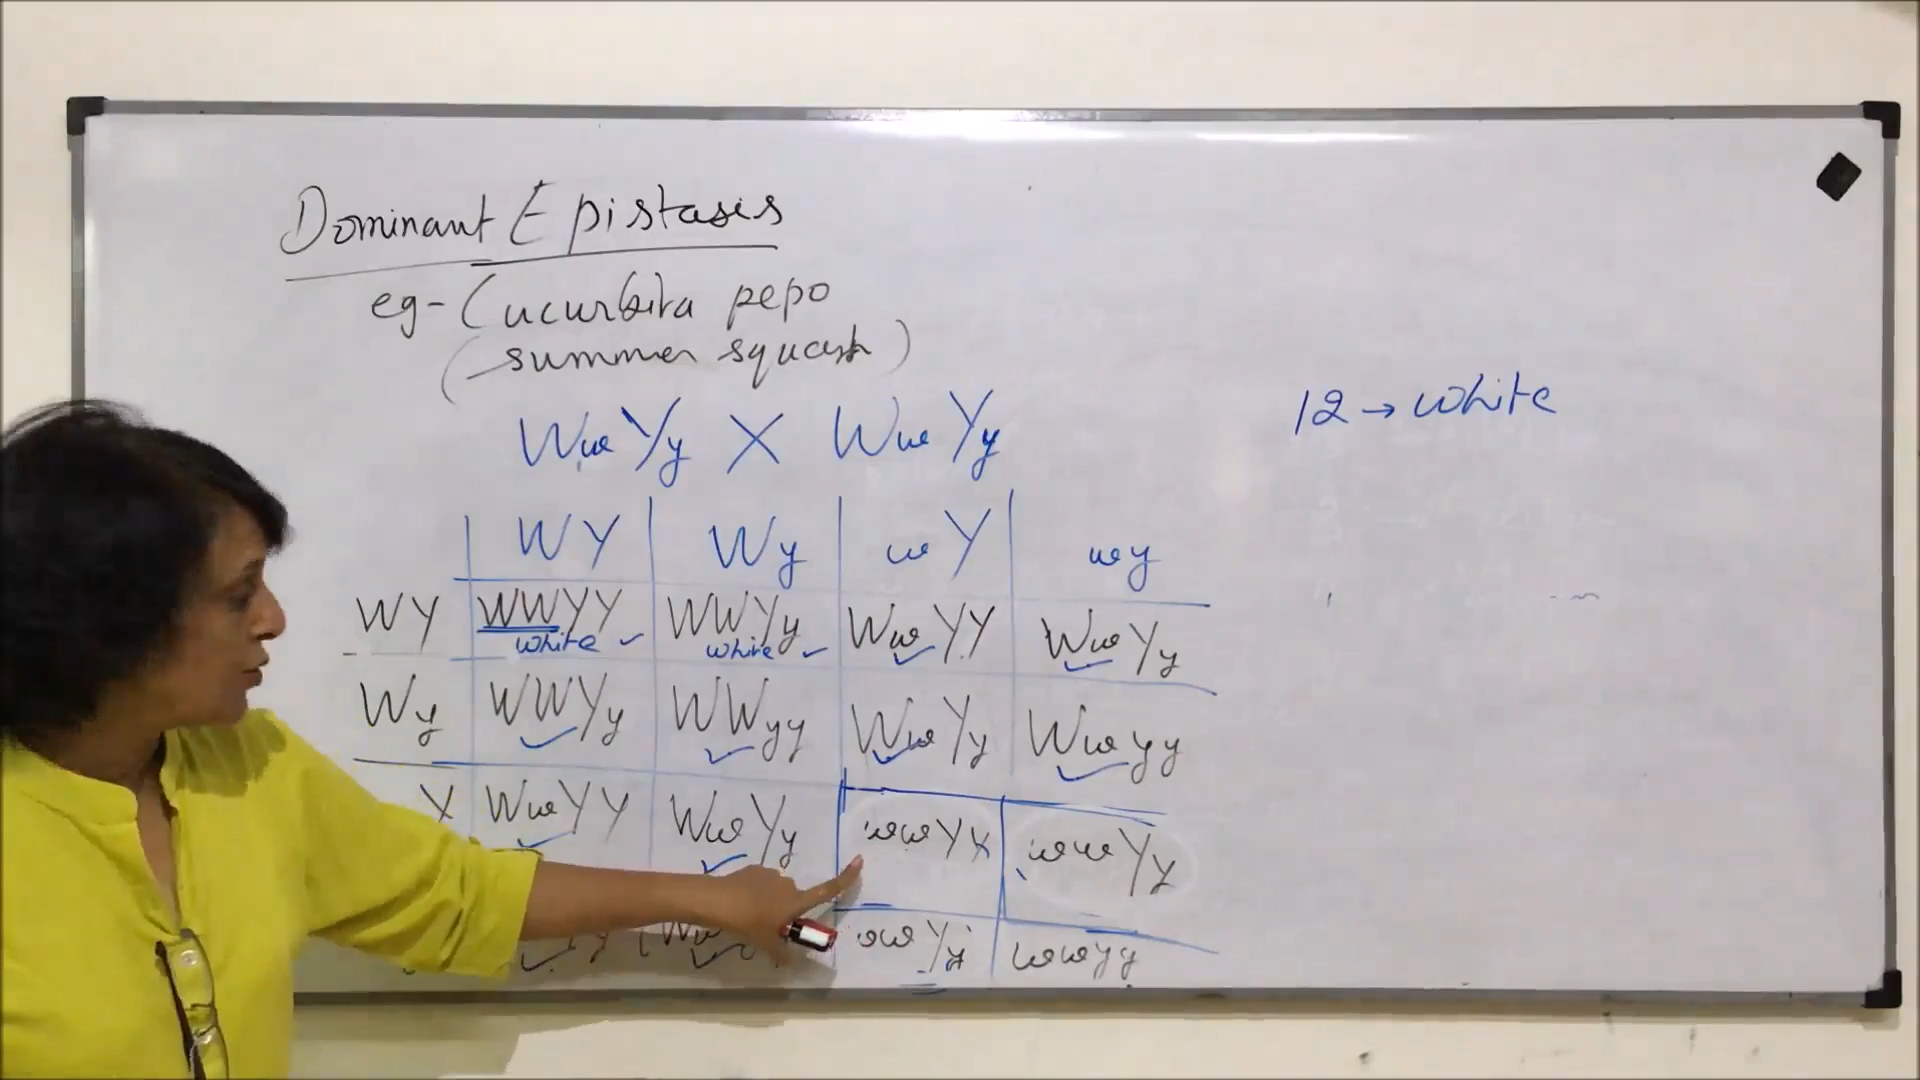 Dominant Epistasis
eg- Cucurbita pepo
(summer squash)
WwYy X WwYy
12 → white
WY Wy wY wy
WY WWYY WWYy WwYY WwYy
white ✓ white ✓ ✓ ✓
Wy WWYy WWyy WwYy Wwyy
✓ ✓ ✓ ✓
Y WwYY WwYy wwYY wwYy
✓ ✓
wwYy wwyy
✓ ✓